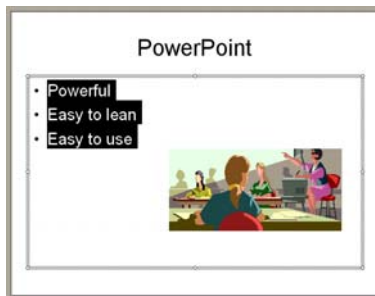 PowerPoint
• Powerful
• Easy to lean
• Easy to use